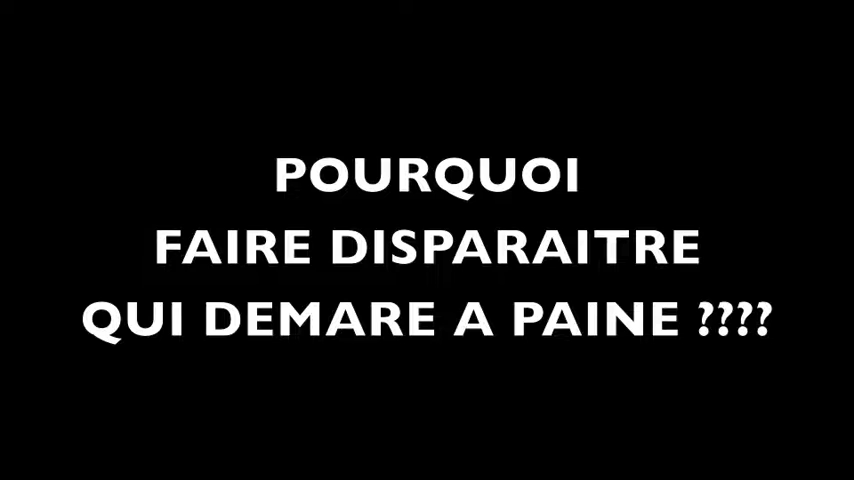 POURQUOI
FAIRE DISPARAITRE
QUI DEMARE A PAINE ????